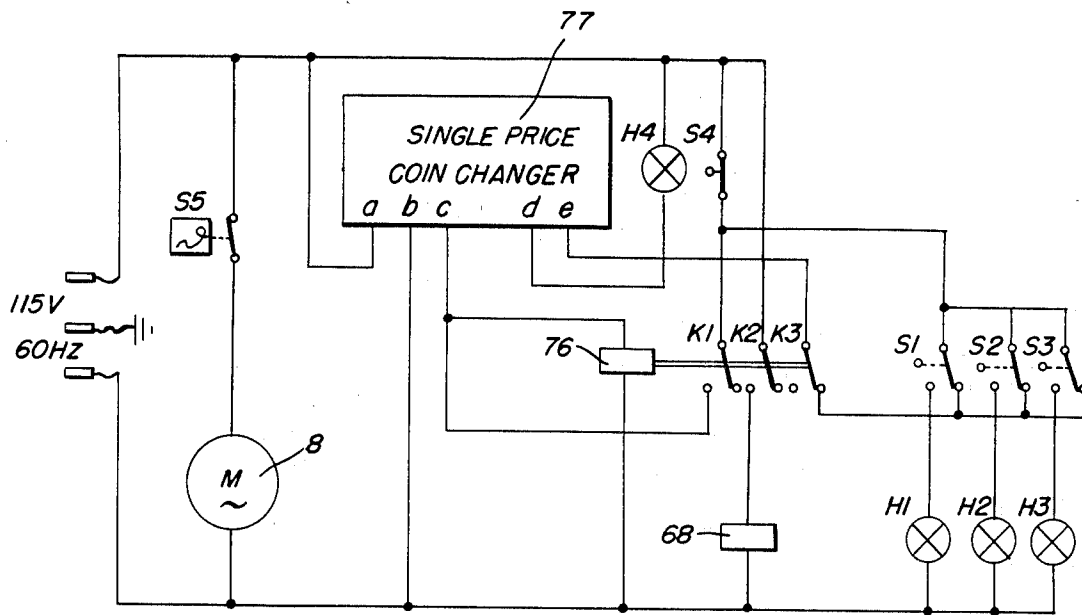 77
SINGLE PRICE
COIN CHANGER
a b c d e
H4
S4
S5
115V
60HZ
76
K1 K2 K3
S1 S2 S3
8
M
68
H1 H2 H3